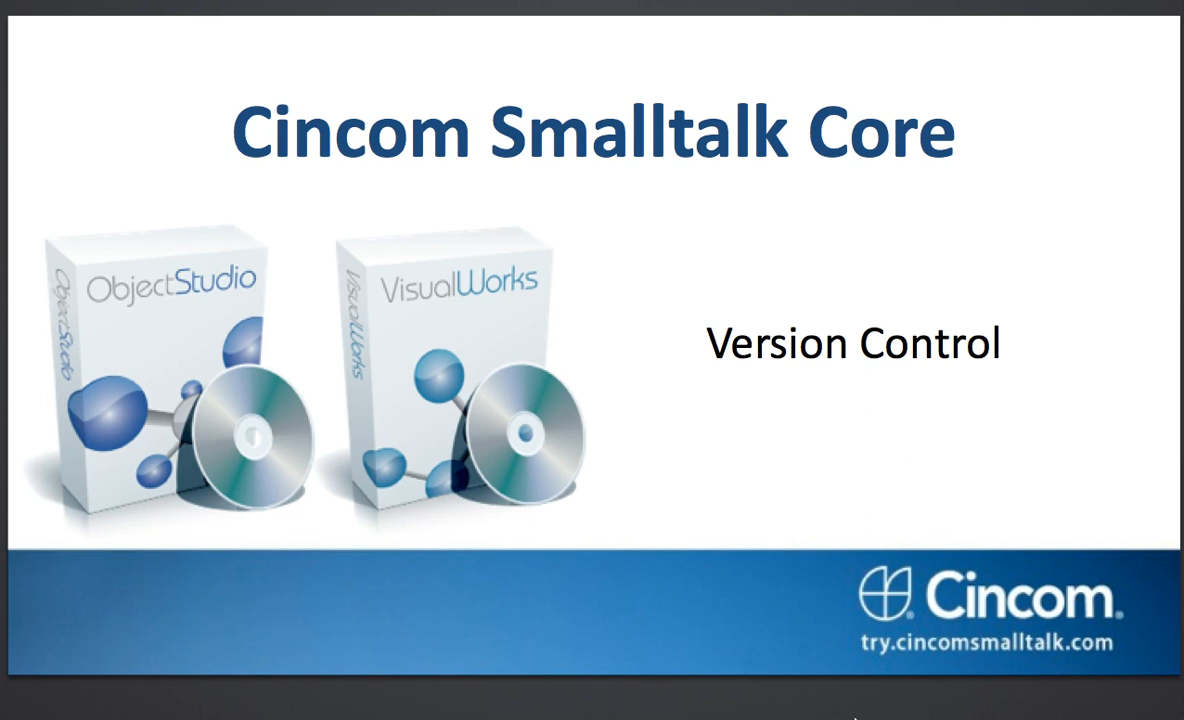 Cincom Smalltalk Core
ObjectStudio
ObjectStudio
VisualWorks
VisualWorks
Version Control
Cincom®
try.cincomsmalltalk.com